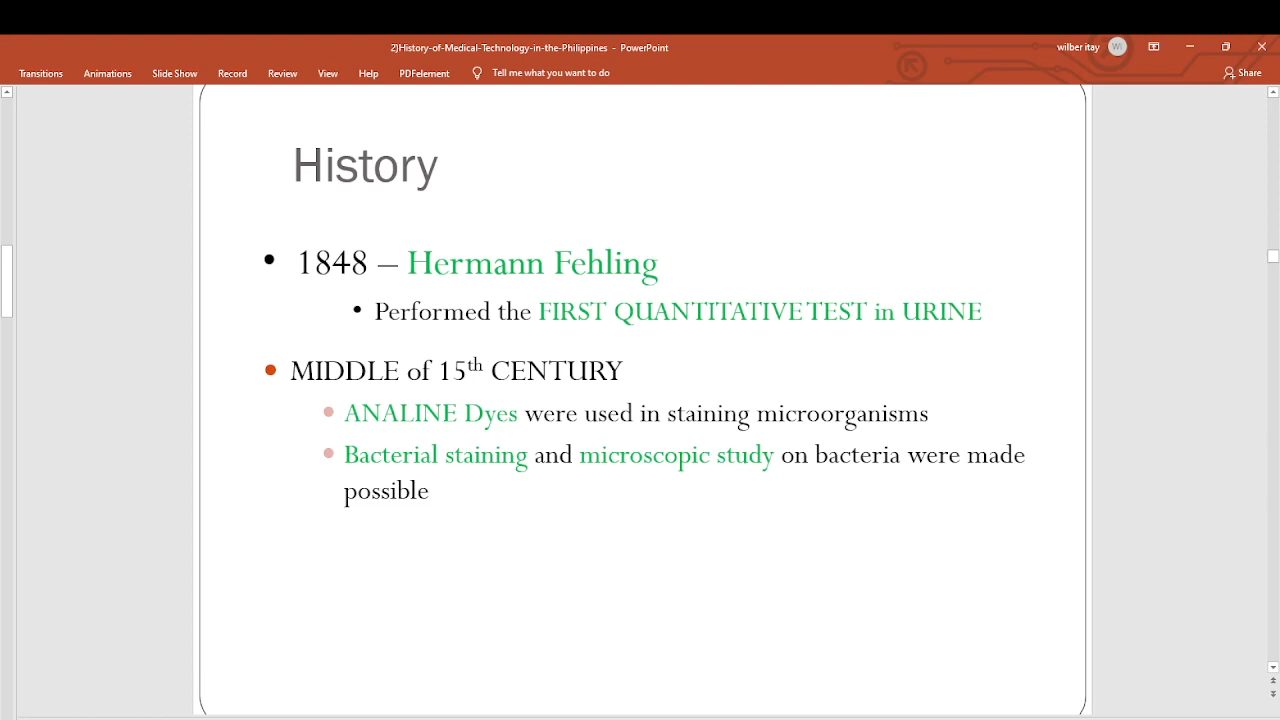 2)History-of-Medical-Technology-in-the-Philippines - PowerPoint
wilber itay WI
Transitions Animations Slide Show Record Review View Help PDFelement Tell me what you want to do Share
History
• 1848 – Hermann Fehling
• Performed the FIRST QUANTITATIVE TEST in URINE
• MIDDLE of 15th CENTURY
• ANALINE Dyes were used in staining microorganisms
• Bacterial staining and microscopic study on bacteria were made
possible